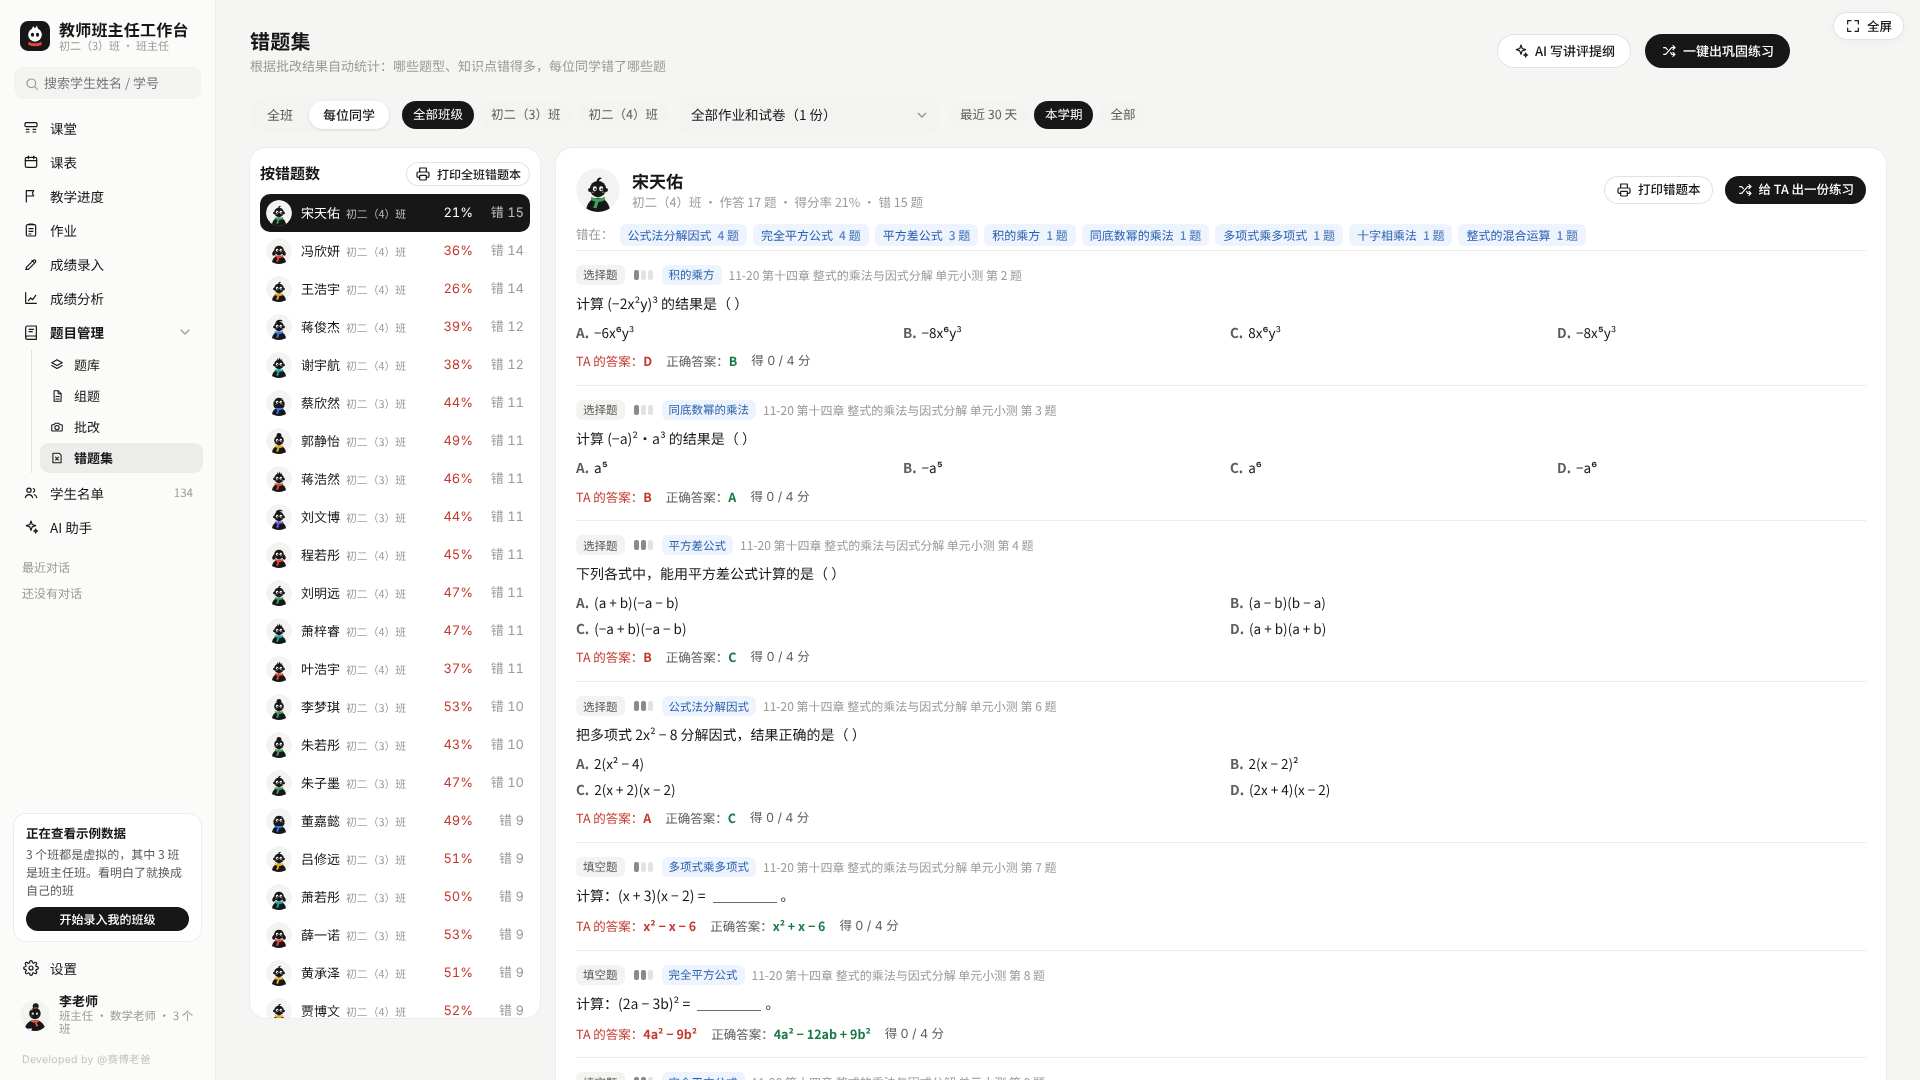 教师班主任工作台
初二（3）班 · 班主任
搜索学生姓名 / 学号
课堂
课表
教学进度
作业
成绩录入
成绩分析
题目管理
题库
组题
批改
错题集
学生名单 134
AI 助手
最近对话
还没有对话
正在查看示例数据
3 个班都是虚拟的，其中 3 班
是班主任班。看明白了就换成
自己的班
开始录入我的班级
设置
李老师
班主任 · 数学老师 · 3 个
班
Developed by @赛博老爸
全屏
错题集
根据批改结果自动统计：哪些题型、知识点错得多，每位同学错了哪些题
AI 写讲评提纲 一键出巩固练习
全班 每位同学 全部班级 初二（3）班 初二（4）班 全部作业和试卷（1 份） 最近 30 天 本学期 全部
按错题数 打印全班错题本
宋天佑 初二（4）班 21% 错 15
冯欣妍 初二（4）班 36% 错 14
王浩宇 初二（4）班 26% 错 14
蒋俊杰 初二（4）班 39% 错 12
谢宇航 初二（4）班 38% 错 12
蔡欣然 初二（3）班 44% 错 11
郭静怡 初二（3）班 49% 错 11
蒋浩然 初二（3）班 46% 错 11
刘文博 初二（3）班 44% 错 11
程若彤 初二（4）班 45% 错 11
刘明远 初二（4）班 47% 错 11
萧梓睿 初二（4）班 47% 错 11
叶浩宇 初二（4）班 37% 错 11
李梦琪 初二（3）班 53% 错 10
朱若彤 初二（3）班 43% 错 10
朱子墨 初二（3）班 47% 错 10
董嘉懿 初二（3）班 49% 错 9
吕修远 初二（3）班 51% 错 9
萧若彤 初二（3）班 50% 错 9
薛一诺 初二（3）班 53% 错 9
黄承泽 初二（4）班 51% 错 9
贾博文 初二（4）班 52% 错 9
宋天佑
初二（4）班 · 作答 17 题 · 得分率 21% · 错 15 题
打印错题本 给 TA 出一份练习
错在： 公式法分解因式 4 题 完全平方公式 4 题 平方差公式 3 题 积的乘方 1 题 同底数幂的乘法 1 题 多项式乘多项式 1 题 十字相乘法 1 题 整式的混合运算 1 题
选择题 积的乘方 11-20 第十四章 整式的乘法与因式分解 单元小测 第 2 题
计算 (−2x²y)³ 的结果是（ ）
A. −6x⁶y³ B. −8x⁶y³ C. 8x⁶y³ D. −8x⁵y³
TA 的答案：D 正确答案：B 得 0 / 4 分
选择题 同底数幂的乘法 11-20 第十四章 整式的乘法与因式分解 单元小测 第 3 题
计算 (−a)² · a³ 的结果是（ ）
A. a⁵ B. −a⁵ C. a⁶ D. −a⁶
TA 的答案：B 正确答案：A 得 0 / 4 分
选择题 平方差公式 11-20 第十四章 整式的乘法与因式分解 单元小测 第 4 题
下列各式中，能用平方差公式计算的是（ ）
A. (a + b)(−a − b) B. (a − b)(b − a)
C. (−a + b)(−a − b) D. (a + b)(a + b)
TA 的答案：B 正确答案：C 得 0 / 4 分
选择题 公式法分解因式 11-20 第十四章 整式的乘法与因式分解 单元小测 第 6 题
把多项式 2x² − 8 分解因式，结果正确的是（ ）
A. 2(x² − 4) B. 2(x − 2)²
C. 2(x + 2)(x − 2) D. (2x + 4)(x − 2)
TA 的答案：A 正确答案：C 得 0 / 4 分
填空题 多项式乘多项式 11-20 第十四章 整式的乘法与因式分解 单元小测 第 7 题
计算：(x + 3)(x − 2) = ________ 。
TA 的答案：x² − x − 6 正确答案：x² + x − 6 得 0 / 4 分
填空题 完全平方公式 11-20 第十四章 整式的乘法与因式分解 单元小测 第 8 题
计算：(2a − 3b)² = ________ 。
TA 的答案：4a² − 9b² 正确答案：4a² − 12ab + 9b² 得 0 / 4 分